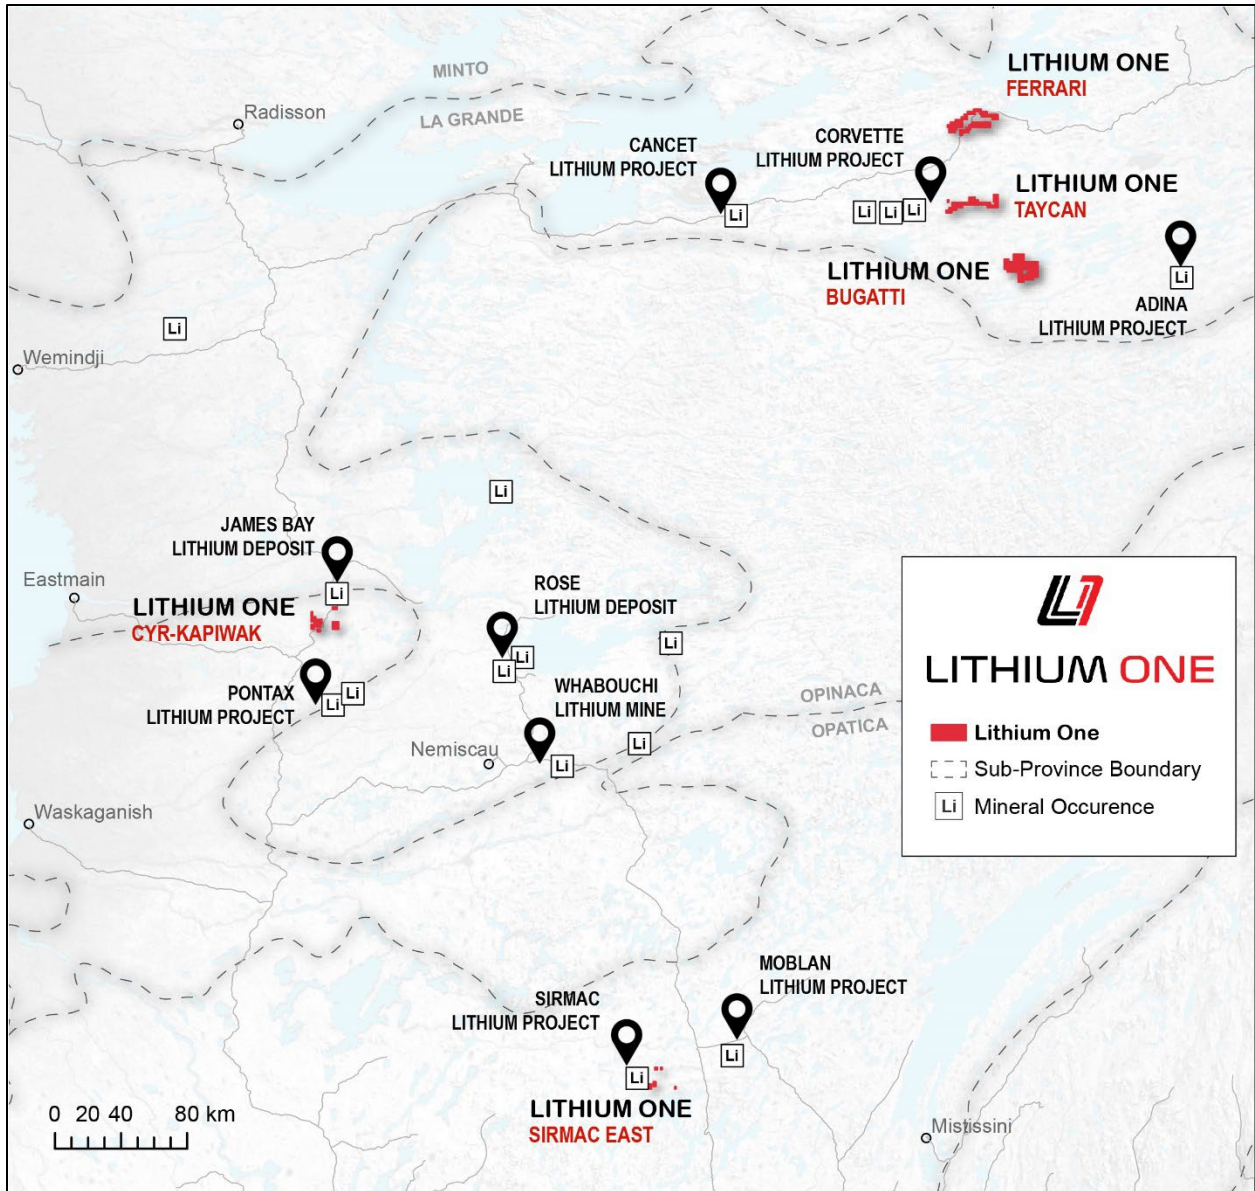 MINTO
LA GRANDE
Radisson
LITHIUM ONE
FERRARI
CANCET
LITHIUM PROJECT
CORVETTE
LITHIUM PROJECT
LITHIUM ONE
TAYCAN
Li
Li
Li
Li
LITHIUM ONE
BUGATTI
Li
ADINA
LITHIUM PROJECT
Li
Wemindji
Li
JAMES BAY
LITHIUM DEPOSIT
Eastmain
Li
LITHIUM ONE
CYR-KAPIWAK
ROSE
LITHIUM DEPOSIT
Li
Li
Li
PONTAX
LITHIUM PROJECT
Li
Li
WHABOUCHI
LITHIUM MINE
Nemiscau
Li
Li
OPINACA
OPATICA
Waskaganish
LITHIUM ONE
Lithium One
Sub-Province Boundary
Li Mineral Occurence
MOBLAN
LITHIUM PROJECT
Li
SIRMAC
LITHIUM PROJECT
Li
LITHIUM ONE
SIRMAC EAST
Mistissini
0 20 40 80 km